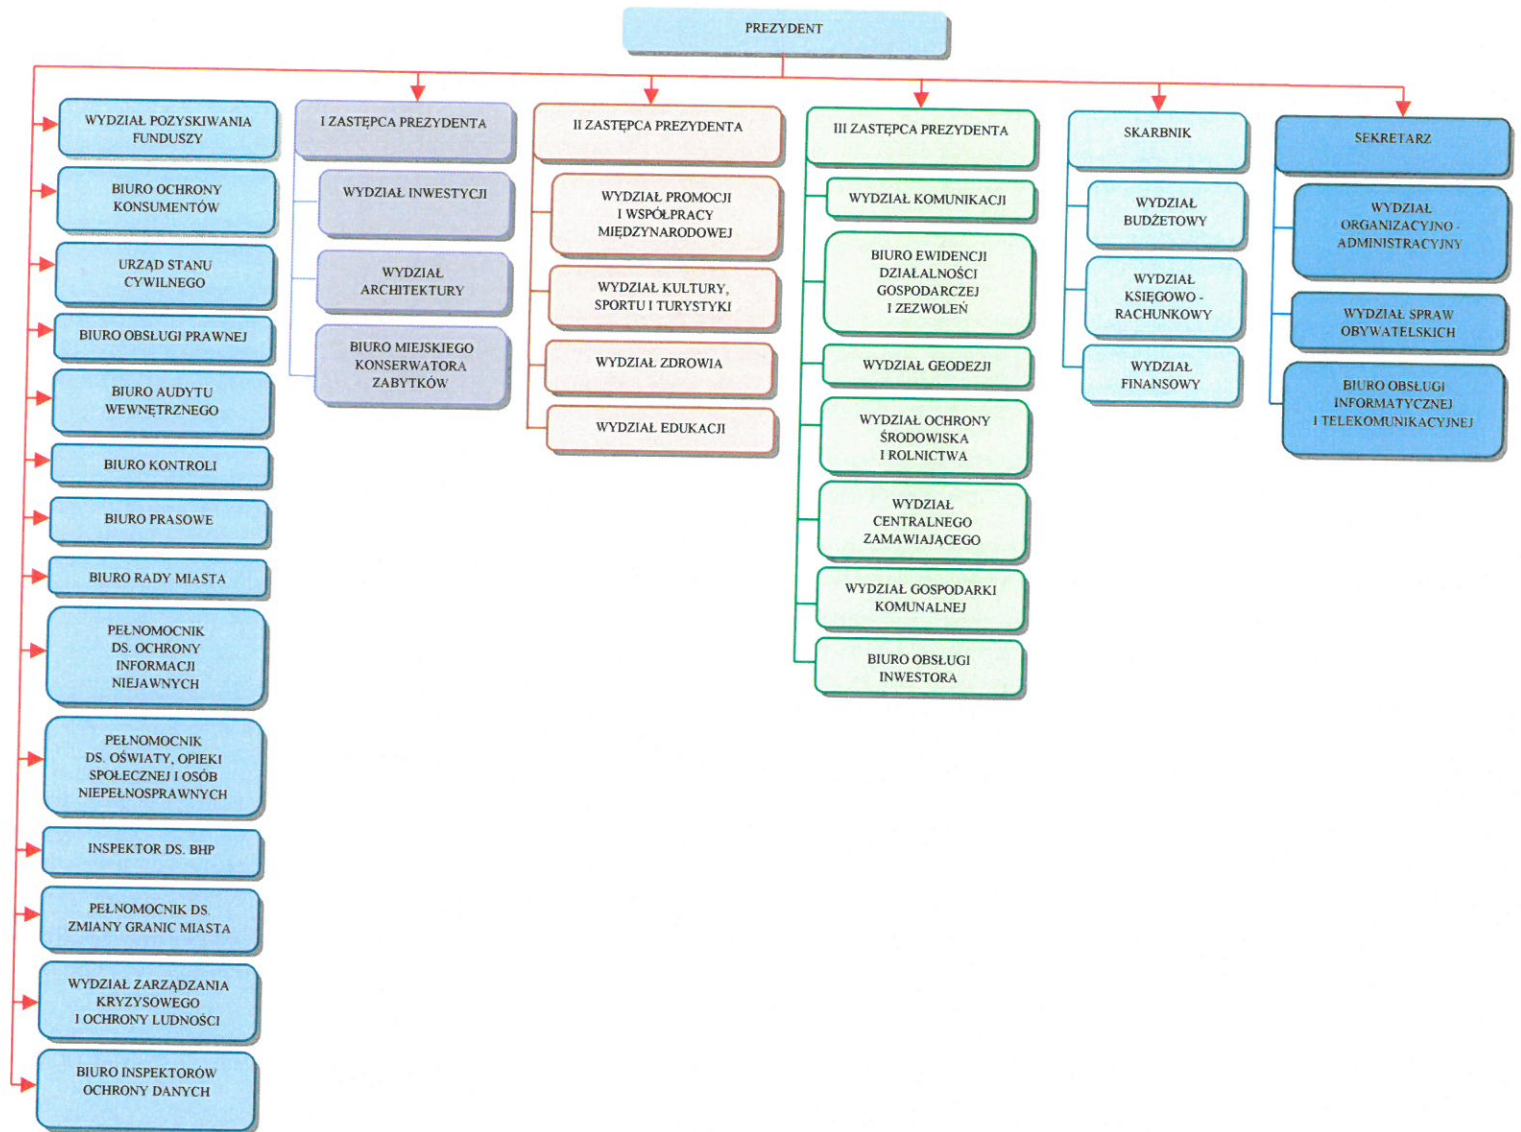 PREZYDENT
WYDZIAŁ POZYSKIWANIA
FUNDUSZY
BIURO OCHRONY
KONSUMENTÓW
URZĄD STANU
CYWILNEGO
BIURO OBSŁUGI PRAWNEJ
BIURO AUDYTU
WEWNĘTRZNEGO
BIURO KONTROLI
BIURO PRASOWE
BIURO RADY MIASTA
PEŁNOMOCNIK
DS. OCHRONY
INFORMACJI
NIEJAWNYCH
PEŁNOMOCNIK
DS. OŚWIATY, OPIEKI
SPOŁECZNEJ I OSÓB
NIEPEŁNOSPRAWNYCH
INSPEKTOR DS. BHP
PEŁNOMOCNIK DS.
ZMIANY GRANIC MIASTA
WYDZIAŁ ZARZĄDZANIA
KRYZYSOWEGO
I OCHRONY LUDNOŚCI
BIURO INSPEKTORÓW
OCHRONY DANYCH
I ZASTĘPCA PREZYDENTA
WYDZIAŁ INWESTYCJI
WYDZIAŁ
ARCHITEKTURY
BIURO MIEJSKIEGO
KONSERWATORA
ZABYTKÓW
II ZASTĘPCA PREZYDENTA
WYDZIAŁ PROMOCJI
I WSPÓŁPRACY
MIĘDZYNARODOWEJ
WYDZIAŁ KULTURY,
SPORTU I TURYSTYKI
WYDZIAŁ ZDROWIA
WYDZIAŁ EDUKACJI
III ZASTĘPCA PREZYDENTA
WYDZIAŁ KOMUNIKACJI
BIURO EWIDENCJI
DZIAŁALNOŚCI
GOSPODARCZEJ
I ZEZWOLEŃ
WYDZIAŁ GEODEZJI
WYDZIAŁ OCHRONY
ŚRODOWISKA
I ROLNICTWA
WYDZIAŁ
CENTRALNEGO
ZAMAWIAJĄCEGO
WYDZIAŁ GOSPODARKI
KOMUNALNEJ
BIURO OBSŁUGI
INWESTORA
SKARBNIK
WYDZIAŁ
BUDŻETOWY
WYDZIAŁ
KSIĘGOWO -
RACHUNKOWY
WYDZIAŁ
FINANSOWY
SEKRETARZ
WYDZIAŁ
ORGANIZACYJNO -
ADMINISTRACYJNY
WYDZIAŁ SPRAW
OBYWATELSKICH
BIURO OBSŁUGI
INFORMATYCZNEJ
I TELEKOMUNIKACYJNEJ